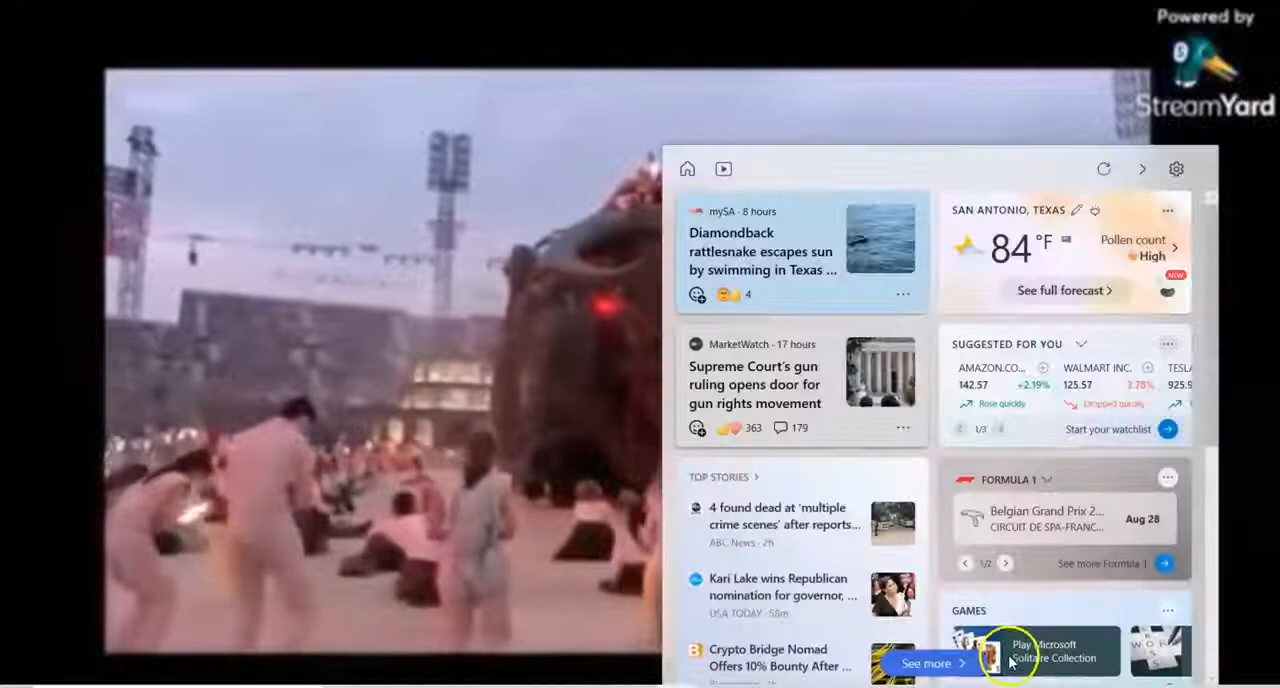 Powered by
StreamYard
mySA · 8 hours
Diamondback
rattlesnake escapes sun
by swimming in Texas ...
4
SAN ANTONIO, TEXAS
84 °F
Pollen count
High
See full forecast
NEW
MarketWatch · 17 hours
Supreme Court's gun
ruling opens door for
gun rights movement
363
179
SUGGESTED FOR YOU
AMAZON.CO...
142.57 +2.19%
Rose quickly
WALMART INC.
125.57 3.78%
Dropped quickly
TESL
925.9
1/3
Start your watchlist
TOP STORIES
4 found dead at 'multiple
crime scenes' after reports...
ABC News · 2h
Kari Lake wins Republican
nomination for governor, ...
USA TODAY · 58m
Crypto Bridge Nomad
Offers 10% Bounty After ...
See more
FORMULA 1
Belgian Grand Prix 2...
CIRCUIT DE SPA-FRANC...
Aug 28
1/2
See more Formula 1
GAMES
Play Microsoft
Solitaire Collection